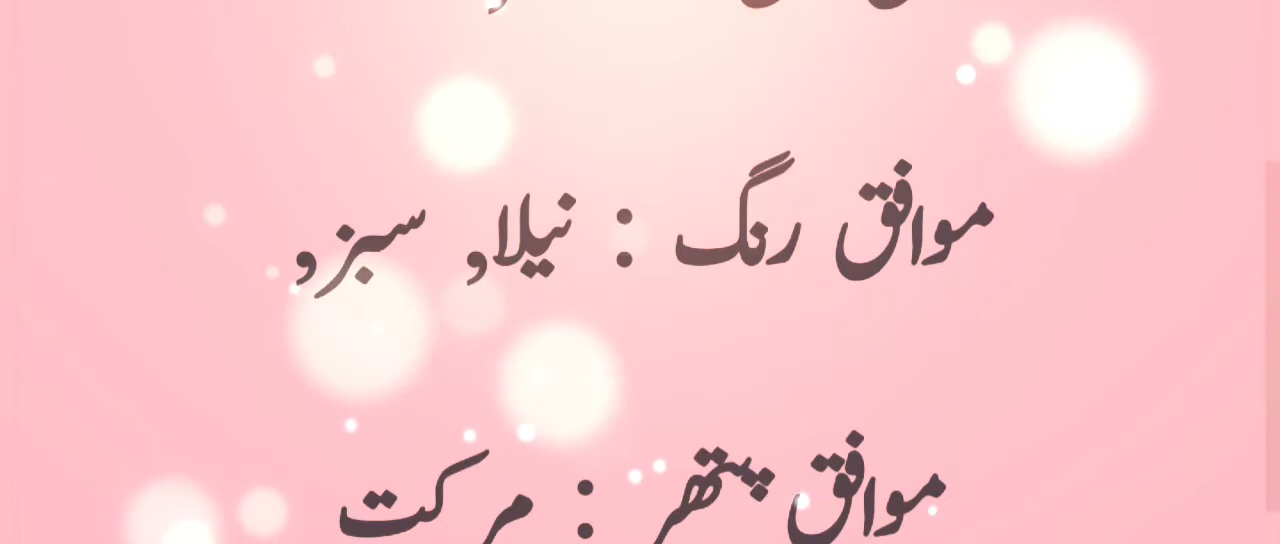 موافق رنگ : نیلا، سبز،
موافق پتھر : مرکت